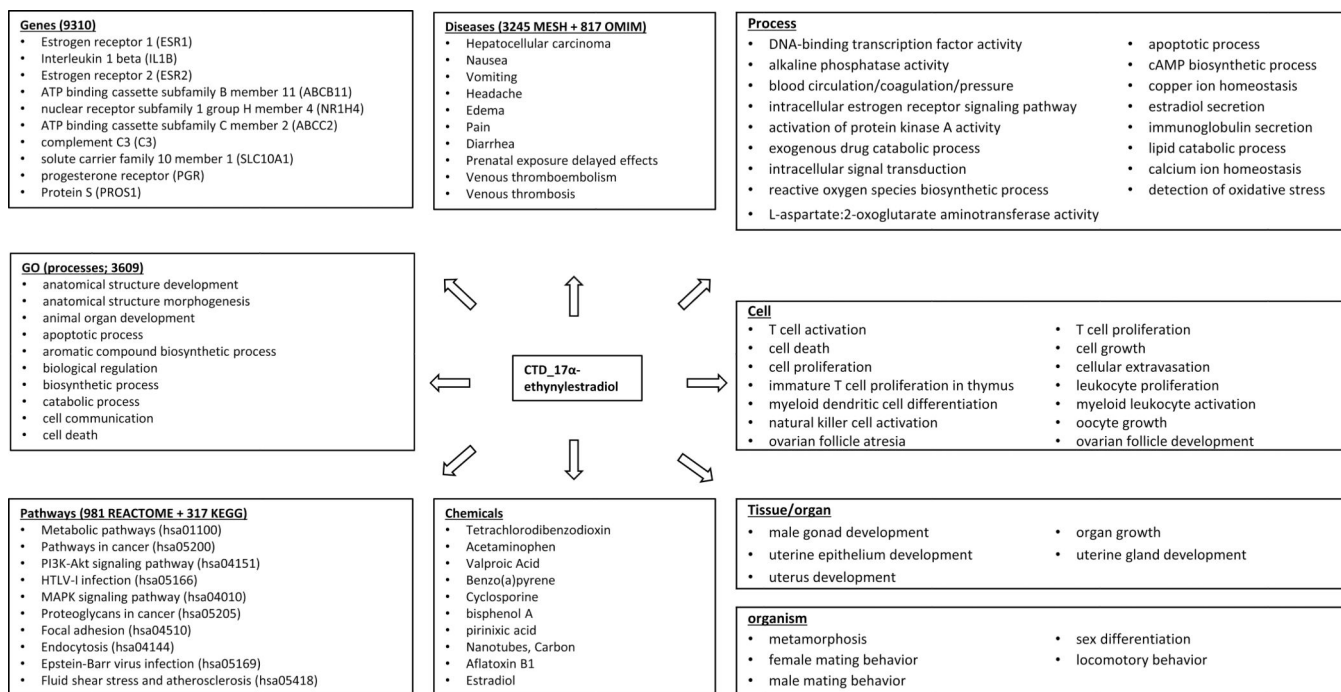 Genes (9310)
• Estrogen receptor 1 (ESR1)
• Interleukin 1 beta (IL1B)
• Estrogen receptor 2 (ESR2)
• ATP binding cassette subfamily B member 11 (ABCB11)
• nuclear receptor subfamily 1 group H member 4 (NR1H4)
• ATP binding cassette subfamily C member 2 (ABCC2)
• complement C3 (C3)
• solute carrier family 10 member 1 (SLC10A1)
• progesterone receptor (PGR)
• Protein S (PROS1)
Diseases (3245 MESH + 817 OMIM)
• Hepatocellular carcinoma
• Nausea
• Vomiting
• Headache
• Edema
• Pain
• Diarrhea
• Prenatal exposure delayed effects
• Venous thromboembolism
• Venous thrombosis
Process
• DNA-binding transcription factor activity
• alkaline phosphatase activity
• blood circulation/coagulation/pressure
• intracellular estrogen receptor signaling pathway
• activation of protein kinase A activity
• exogenous drug catabolic process
• intracellular signal transduction
• reactive oxygen species biosynthetic process
• L-aspartate:2-oxoglutarate aminotransferase activity
• apoptotic process
• cAMP biosynthetic process
• copper ion homeostasis
• estradiol secretion
• immunoglobulin secretion
• lipid catabolic process
• calcium ion homeostasis
• detection of oxidative stress
GO (processes; 3609)
• anatomical structure development
• anatomical structure morphogenesis
• animal organ development
• apoptotic process
• aromatic compound biosynthetic process
• biological regulation
• biosynthetic process
• catabolic process
• cell communication
• cell death
CTD_17α-
ethynylestradiol
Cell
• T cell activation
• cell death
• cell proliferation
• immature T cell proliferation in thymus
• myeloid dendritic cell differentiation
• natural killer cell activation
• ovarian follicle atresia
• T cell proliferation
• cell growth
• cellular extravasation
• leukocyte proliferation
• myeloid leukocyte activation
• oocyte growth
• ovarian follicle development
Pathways (981 REACTOME + 317 KEGG)
• Metabolic pathways (hsa01100)
• Pathways in cancer (hsa05200)
• PI3K-Akt signaling pathway (hsa04151)
• HTLV-I infection (hsa05166)
• MAPK signaling pathway (hsa04010)
• Proteoglycans in cancer (hsa05205)
• Focal adhesion (hsa04510)
• Endocytosis (hsa04144)
• Epstein-Barr virus infection (hsa05169)
• Fluid shear stress and atherosclerosis (hsa05418)
Chemicals
• Tetrachlorodibenzodioxin
• Acetaminophen
• Valproic Acid
• Benzo(a)pyrene
• Cyclosporine
• bisphenol A
• pirinixic acid
• Nanotubes, Carbon
• Aflatoxin B1
• Estradiol
Tissue/organ
• male gonad development
• uterine epithelium development
• uterus development
• organ growth
• uterine gland development
organism
• metamorphosis
• female mating behavior
• male mating behavior
• sex differentiation
• locomotory behavior